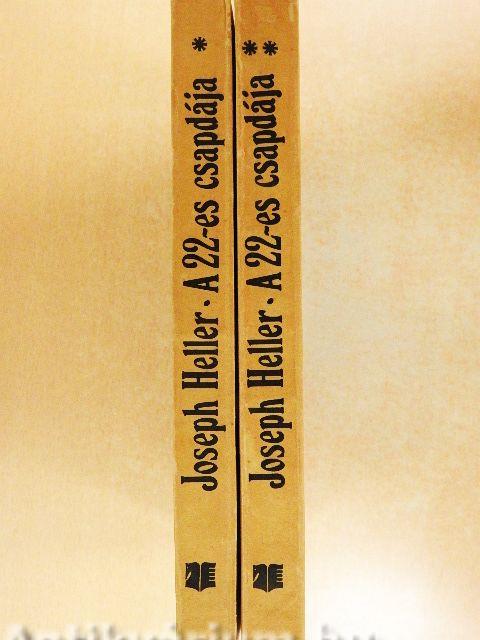 Joseph Heller · A 22-es csapdája *
Joseph Heller · A 22-es csapdája **